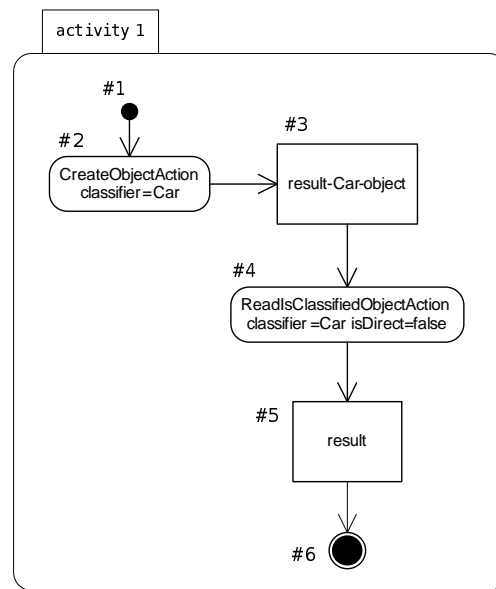 activity 1
#1
#2
CreateObjectAction
classifier=Car
#3
result-Car-object
#4
ReadIsClassifiedObjectAction
classifier =Car isDirect=false
#5
result
#6